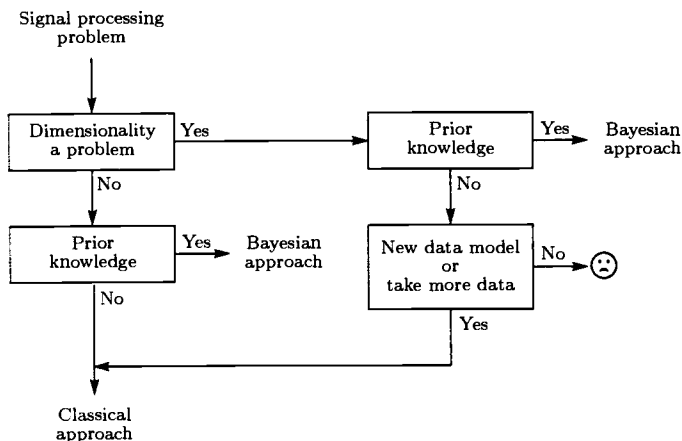 Signal processing
problem
Dimensionality
a problem
Yes
Prior
knowledge
Yes
Bayesian
approach
No
No
Prior
knowledge
Yes
Bayesian
approach
New data model
or
take more data
No
No
Yes
Classical
approach